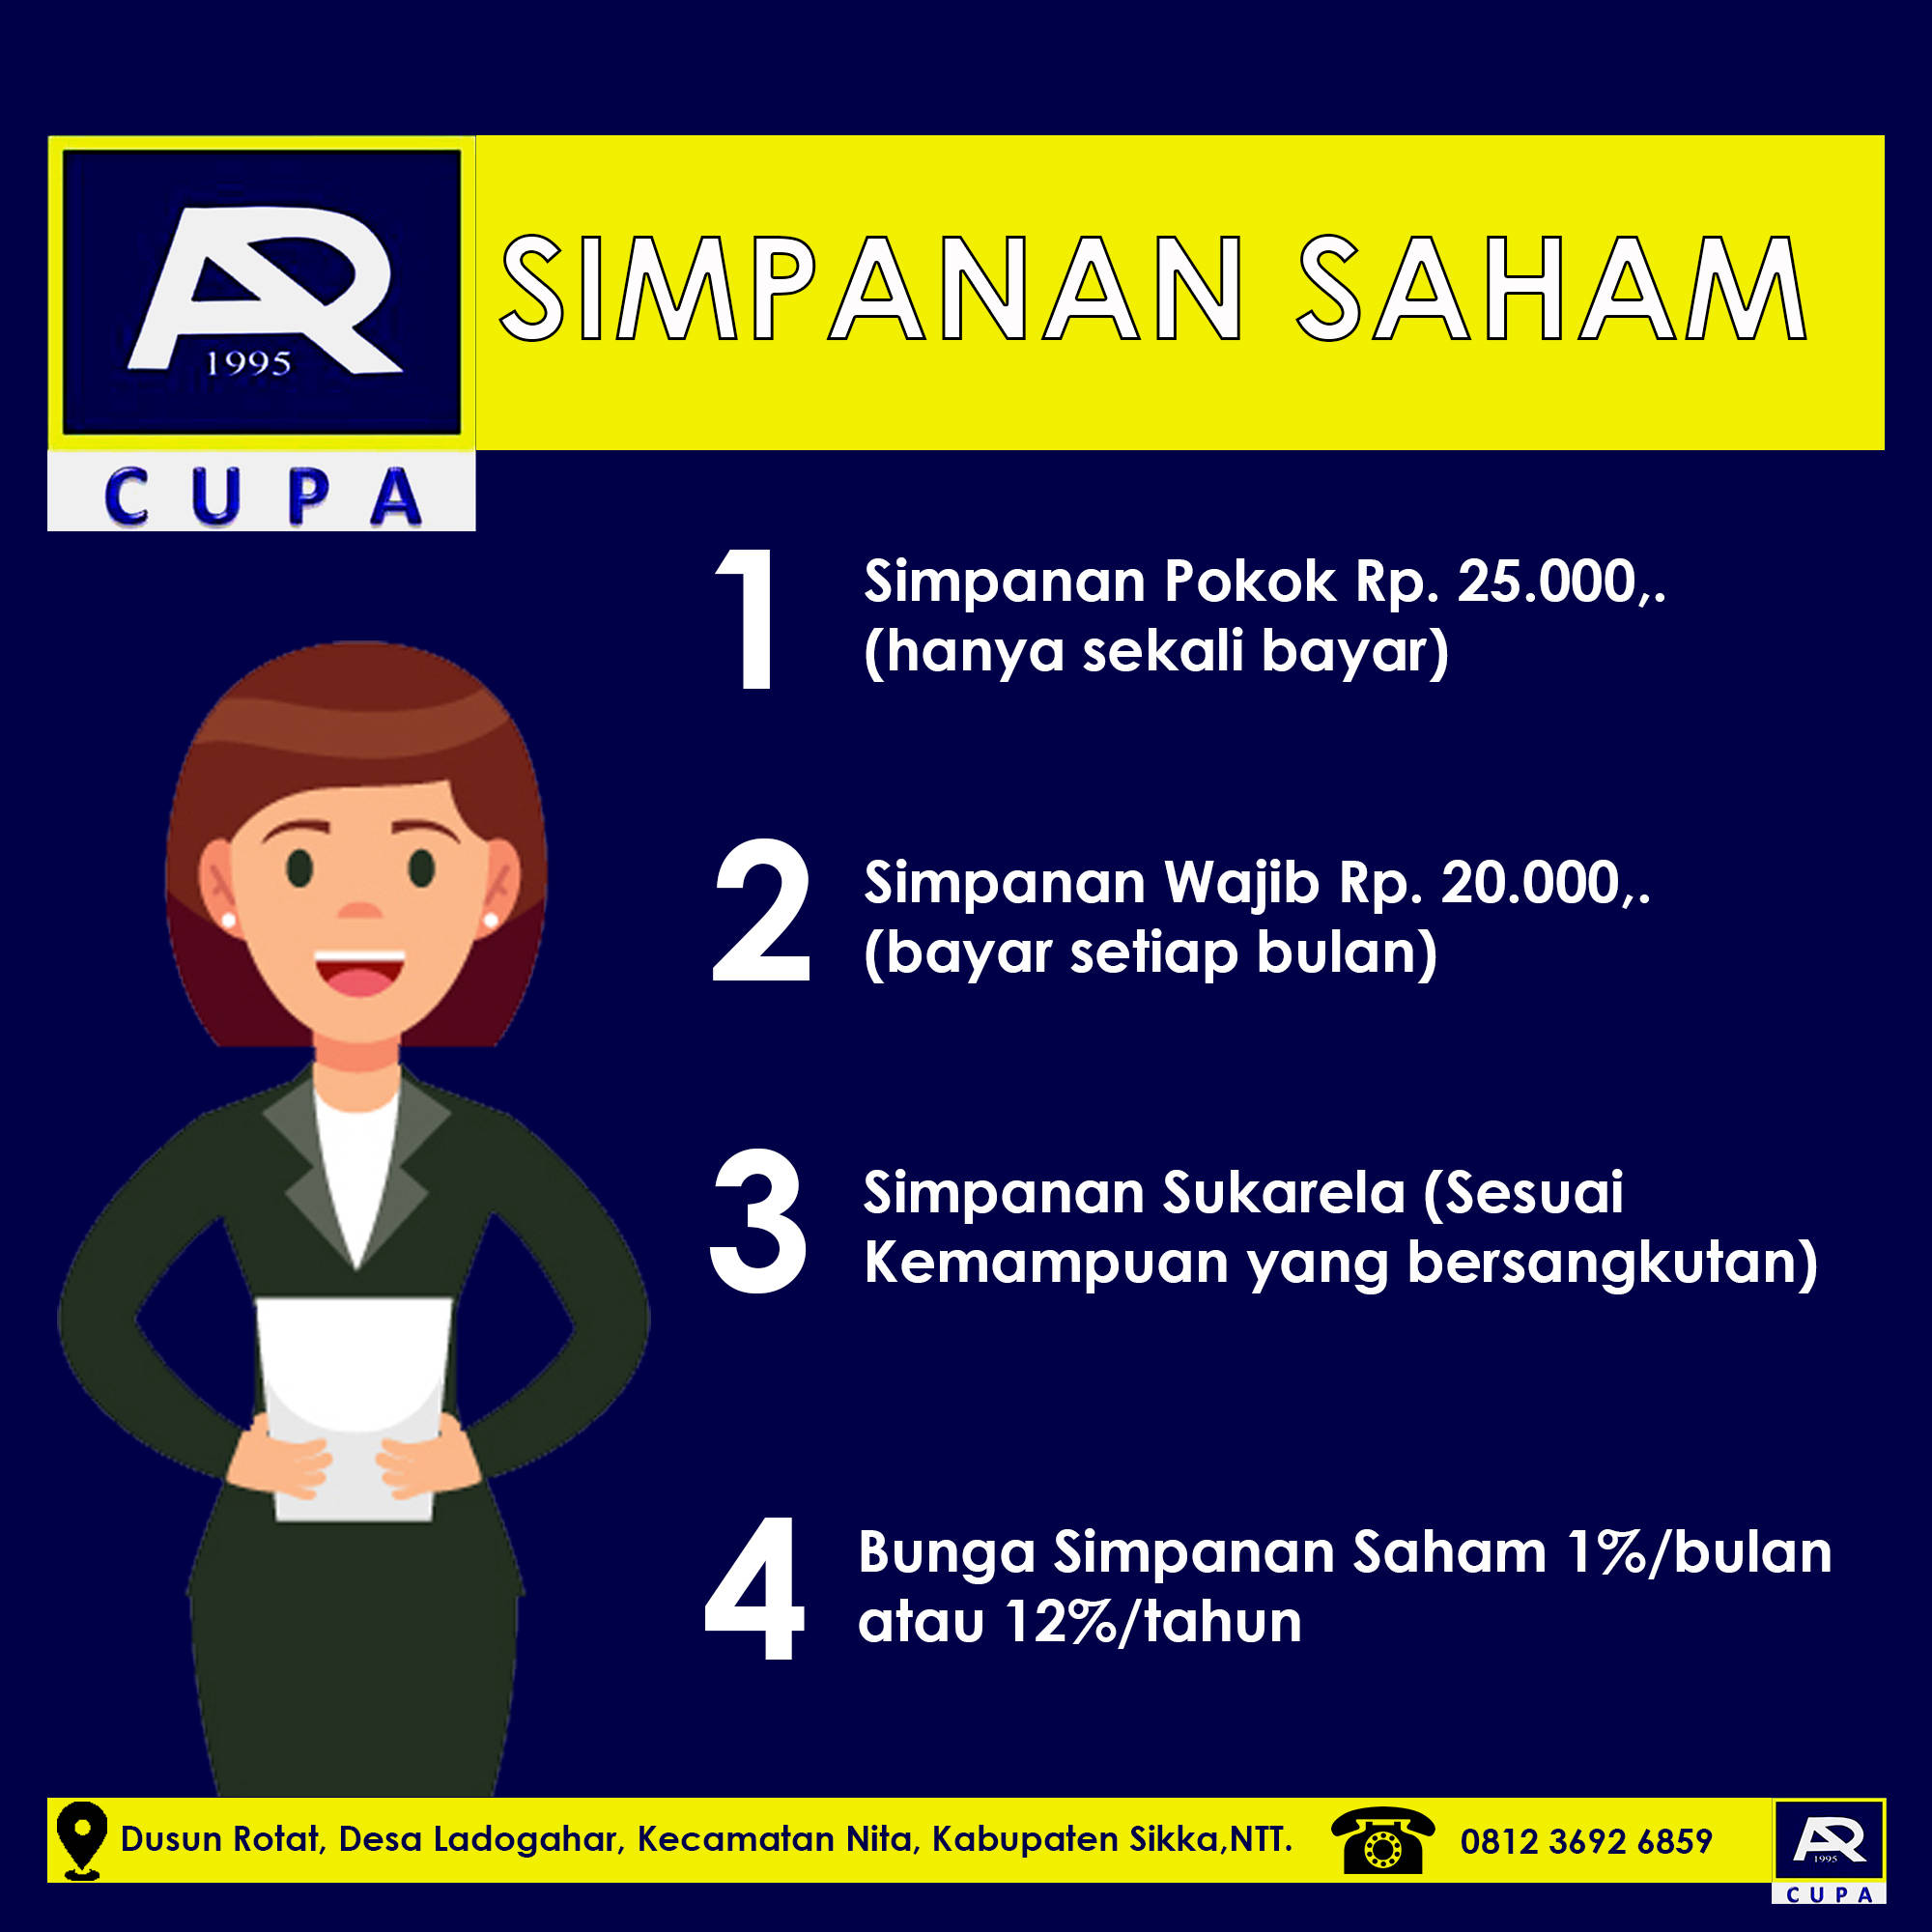 AR
1995
CUPA
SIMPANAN SAHAM
1
Simpanan Pokok Rp. 25.000,.
(hanya sekali bayar)
2
Simpanan Wajib Rp. 20.000,.
(bayar setiap bulan)
3
Simpanan Sukarela (Sesuai
Kemampuan yang bersangkutan)
4
Bunga Simpanan Saham 1%/bulan
atau 12%/tahun
Dusun Rotat, Desa Ladogahar, Kecamatan Nita, Kabupaten Sikka,NTT.
0812 3692 6859
AR
1995
CUPA